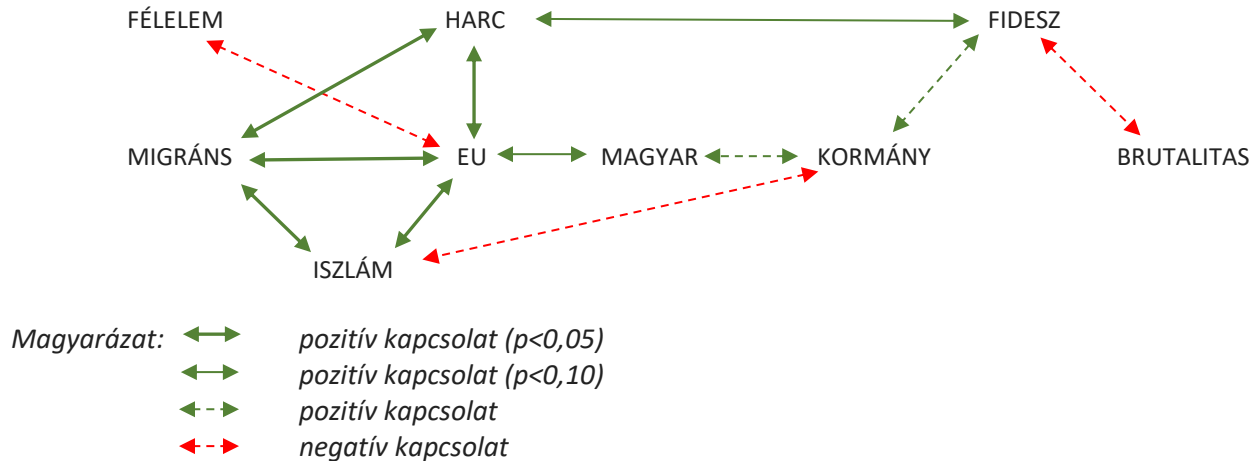 FÉLELEM HARC FIDESZ
MIGRÁNS EU MAGYAR KORMÁNY BRUTALITAS
ISZLÁM
Magyarázat: pozitív kapcsolat (p<0,05)
pozitív kapcsolat (p<0,10)
pozitív kapcsolat
negatív kapcsolat